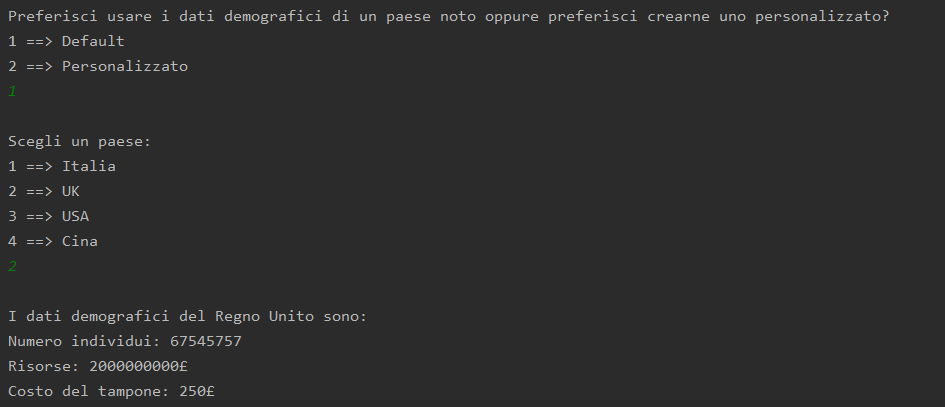 Preferisci usare i dati demografici di un paese noto oppure preferisci crearne uno personalizzato?
1 ==> Default
2 ==> Personalizzato
1
Scegli un paese:
1 ==> Italia
2 ==> UK
3 ==> USA
4 ==> Cina
2
I dati demografici del Regno Unito sono:
Numero individui: 67545757
Risorse: 2000000000£
Costo del tampone: 250£